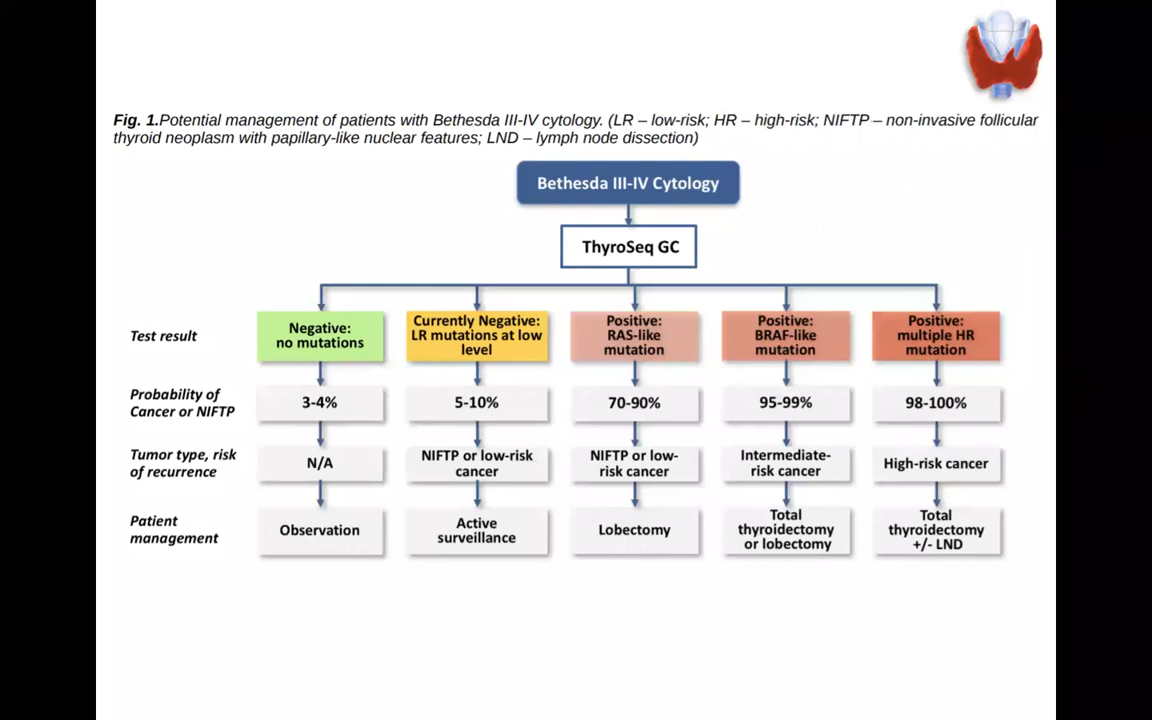 Fig. 1.Potential management of patients with Bethesda III-IV cytology. (LR – low-risk; HR – high-risk; NIFTP – non-invasive follicular
thyroid neoplasm with papillary-like nuclear features; LND – lymph node dissection)
Bethesda III-IV Cytology
ThyroSeq GC
Test result
Negative:
no mutations
Currently Negative:
LR mutations at low
level
Positive:
RAS-like
mutation
Positive:
BRAF-like
mutation
Positive:
multiple HR
mutation
Probability of
Cancer or NIFTP
3-4%
5-10%
70-90%
95-99%
98-100%
Tumor type, risk
of recurrence
N/A
NIFTP or low-risk
cancer
NIFTP or low-
risk cancer
Intermediate-
risk cancer
High-risk cancer
Patient
management
Observation
Active
surveillance
Lobectomy
Total
thyroidectomy
or lobectomy
Total
thyroidectomy
+/- LND